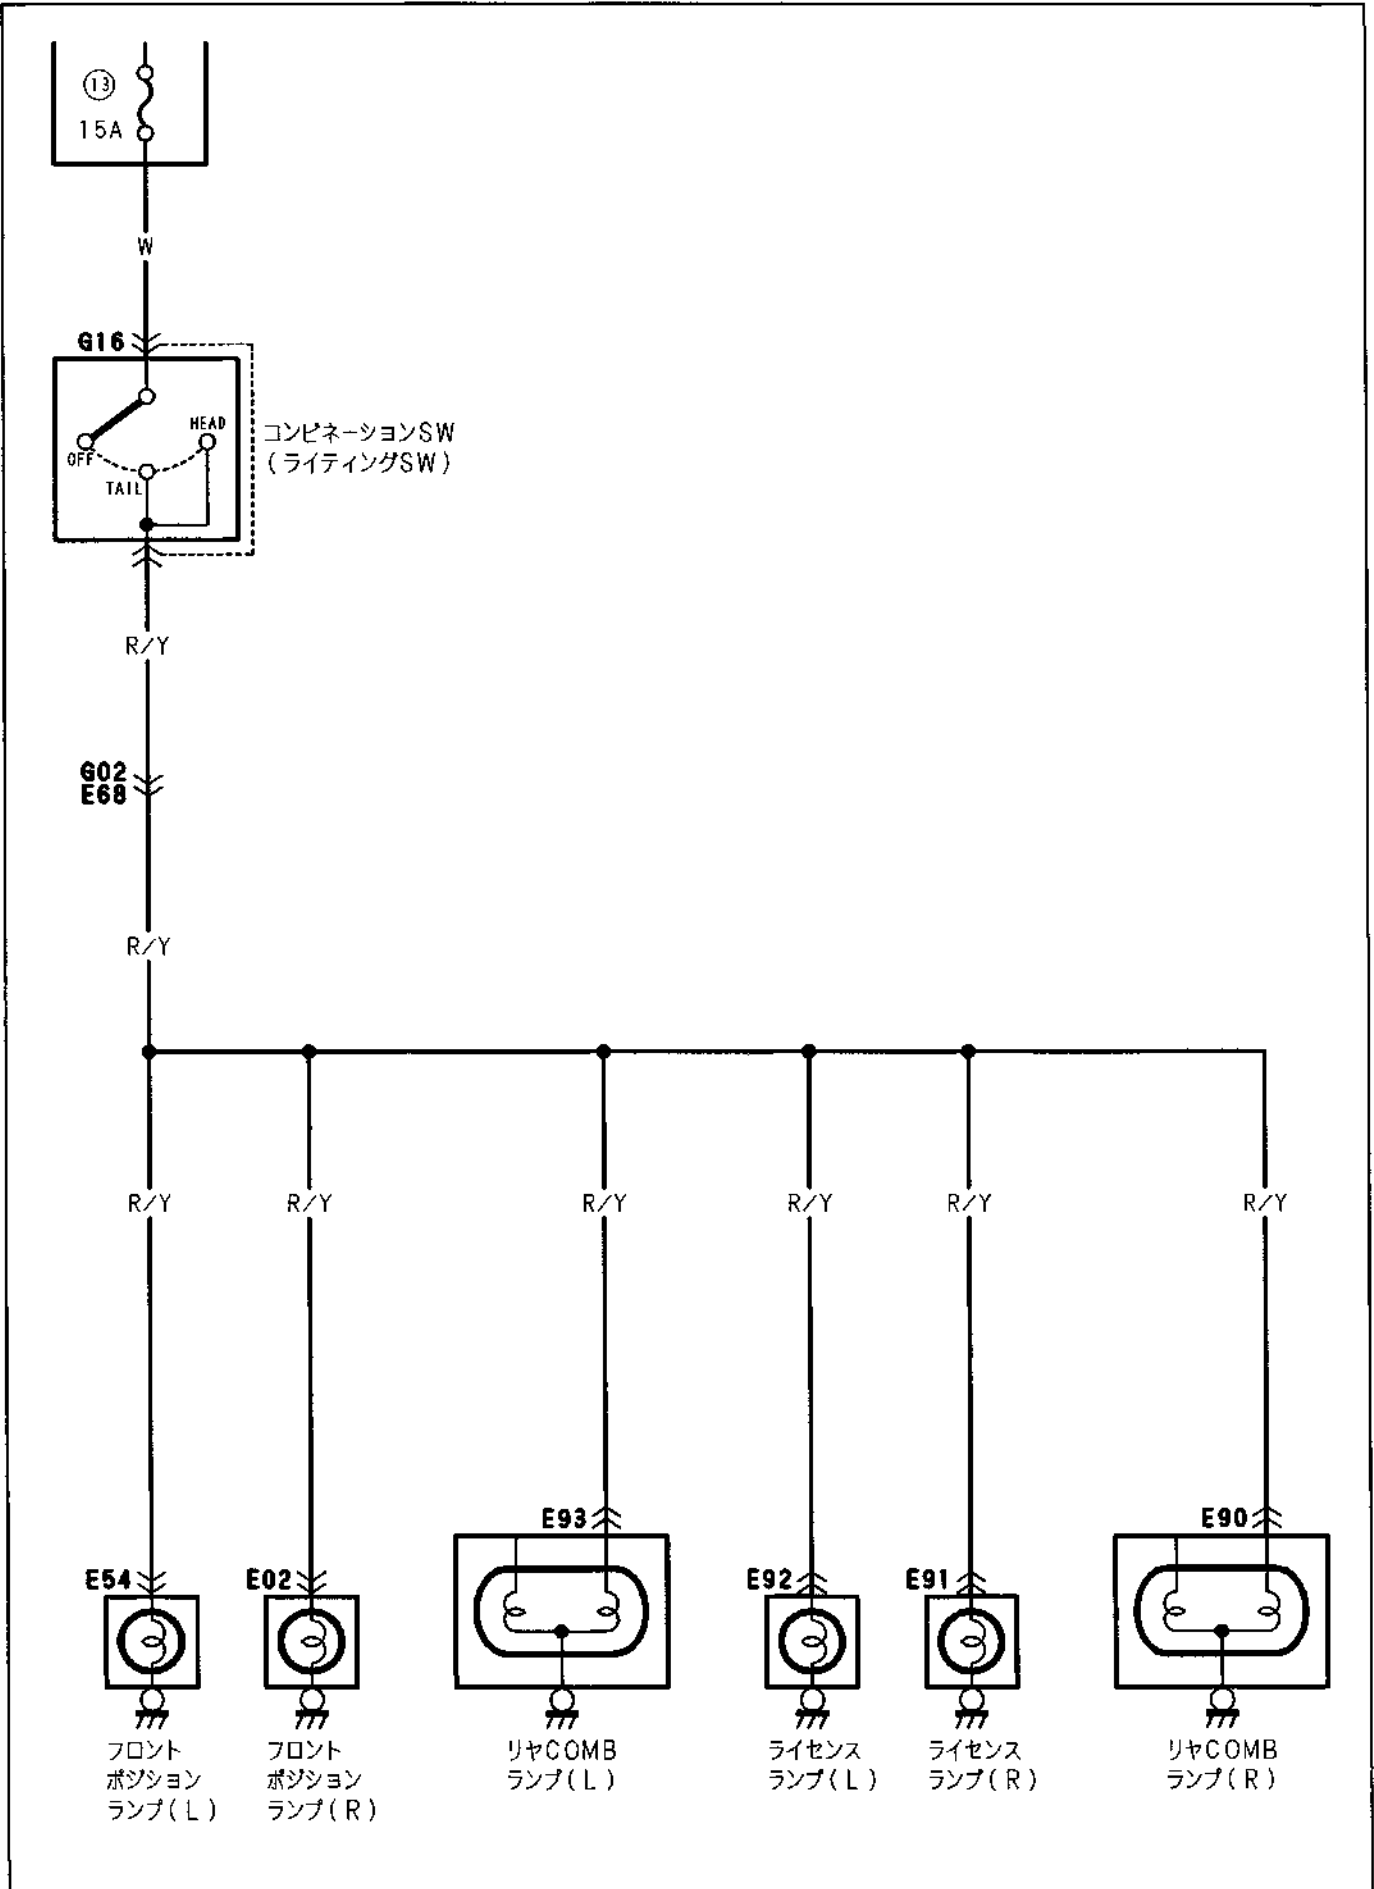 13
15A
W
G16
HEAD
OFF
TAIL
コンビネーションSW
(ライティングSW)
R/Y
G02
E68
R/Y
R/Y R/Y R/Y R/Y R/Y R/Y
E93 E90
E54 E02 E92 E91
フロント
ポジション
ランプ(L)
フロント
ポジション
ランプ(R)
リヤCOMB
ランプ(L)
ライセンス
ランプ(L)
ライセンス
ランプ(R)
リヤCOMB
ランプ(R)